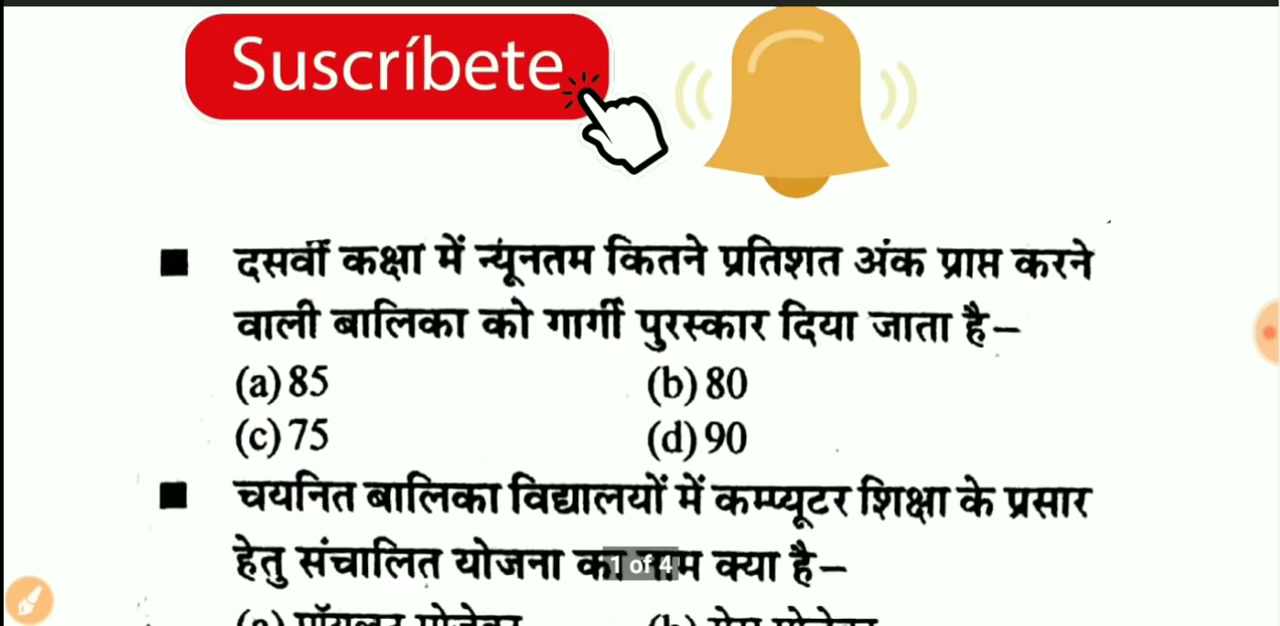 Suscríbete
■ दसवीं कक्षा में न्यूंनतम कितने प्रतिशत अंक प्राप्त करने
वाली बालिका को गार्गी पुरस्कार दिया जाता है–
(a) 85 (b) 80
(c) 75 (d) 90
■ चयनित बालिका विद्यालयों में कम्प्यूटर शिक्षा के प्रसार
हेतु संचालित योजना का नाम क्या है–
1 of 4